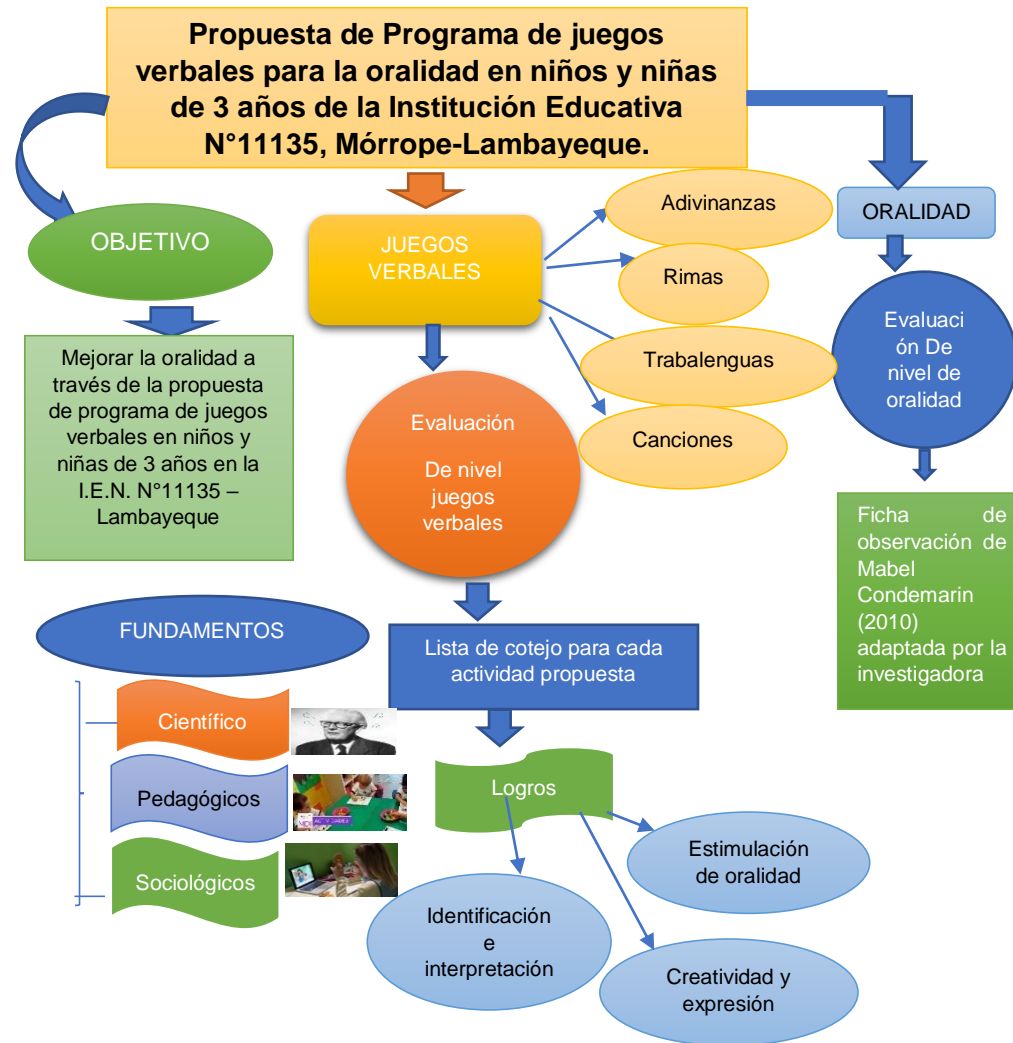 Propuesta de Programa de juegos
verbales para la oralidad en niños y niñas
de 3 años de la Institución Educativa
N°11135, Mórrope-Lambayeque.
OBJETIVO
Mejorar la oralidad a
través de la propuesta
de programa de juegos
verbales en niños y
niñas de 3 años en la
I.E.N. N°11135 –
Lambayeque
JUEGOS
VERBALES
Adivinanzas
Rimas
Trabalenguas
Canciones
ORALIDAD
Evaluaci
ón De
nivel de
oralidad
Ficha de
observación de
Mabel
Condemarin
(2010)
adaptada por la
investigadora
Evaluación
De nivel
juegos
verbales
Lista de cotejo para cada
actividad propuesta
FUNDAMENTOS
Científico
Pedagógicos
Sociológicos
Logros
Estimulación
de oralidad
Identificación
e
interpretación
Creatividad y
expresión